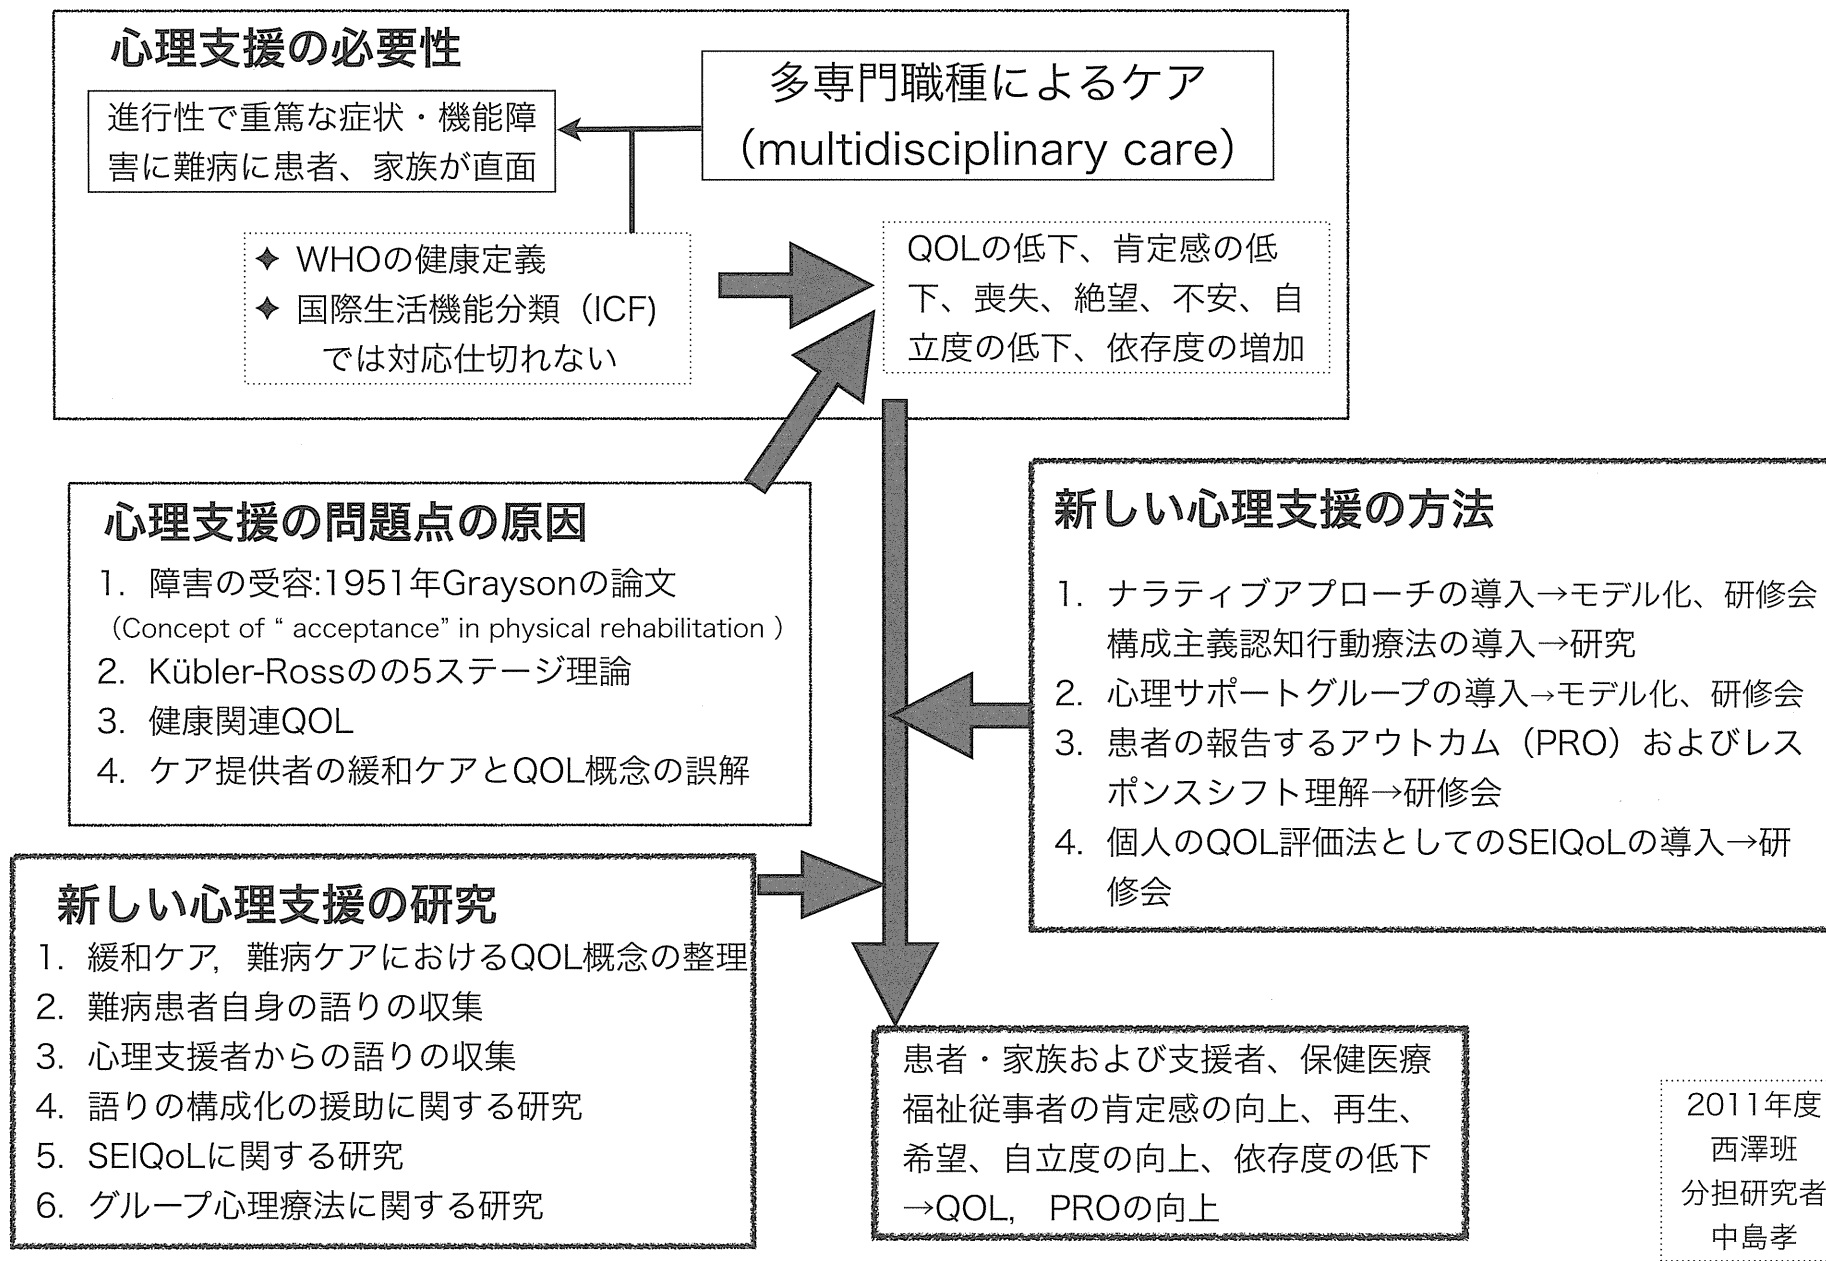 心理支援の必要性
進行性で重篤な症状・機能障
害に難病に患者、家族が直面
多専門職種によるケア
（multidisciplinary care）
✦ WHOの健康定義
✦ 国際生活機能分類（ICF)
では対応仕切れない
QOLの低下、肯定感の低
下、喪失、絶望、不安、自
立度の低下、依存度の増加
心理支援の問題点の原因
1. 障害の受容:1951年Graysonの論文
（Concept of “ acceptance” in physical rehabilitation ）
2. Kübler-Rossのの5ステージ理論
3. 健康関連QOL
4. ケア提供者の緩和ケアとQOL概念の誤解
新しい心理支援の方法
1. ナラティブアプローチの導入→モデル化、研修会
構成主義認知行動療法の導入→研究
2. 心理サポートグループの導入→モデル化、研修会
3. 患者の報告するアウトカム（PRO）およびレス
ポンスシフト理解→研修会
4. 個人のQOL評価法としてのSEIQoLの導入→研
修会
新しい心理支援の研究
1. 緩和ケア，難病ケアにおけるQOL概念の整理
2. 難病患者自身の語りの収集
3. 心理支援者からの語りの収集
4. 語りの構成化の援助に関する研究
5. SEIQoLに関する研究
6. グループ心理療法に関する研究
患者・家族および支援者、保健医療
福祉従事者の肯定感の向上、再生、
希望、自立度の向上、依存度の低下
→QOL,　PROの向上
2011年度
西澤班
分担研究者
中島孝